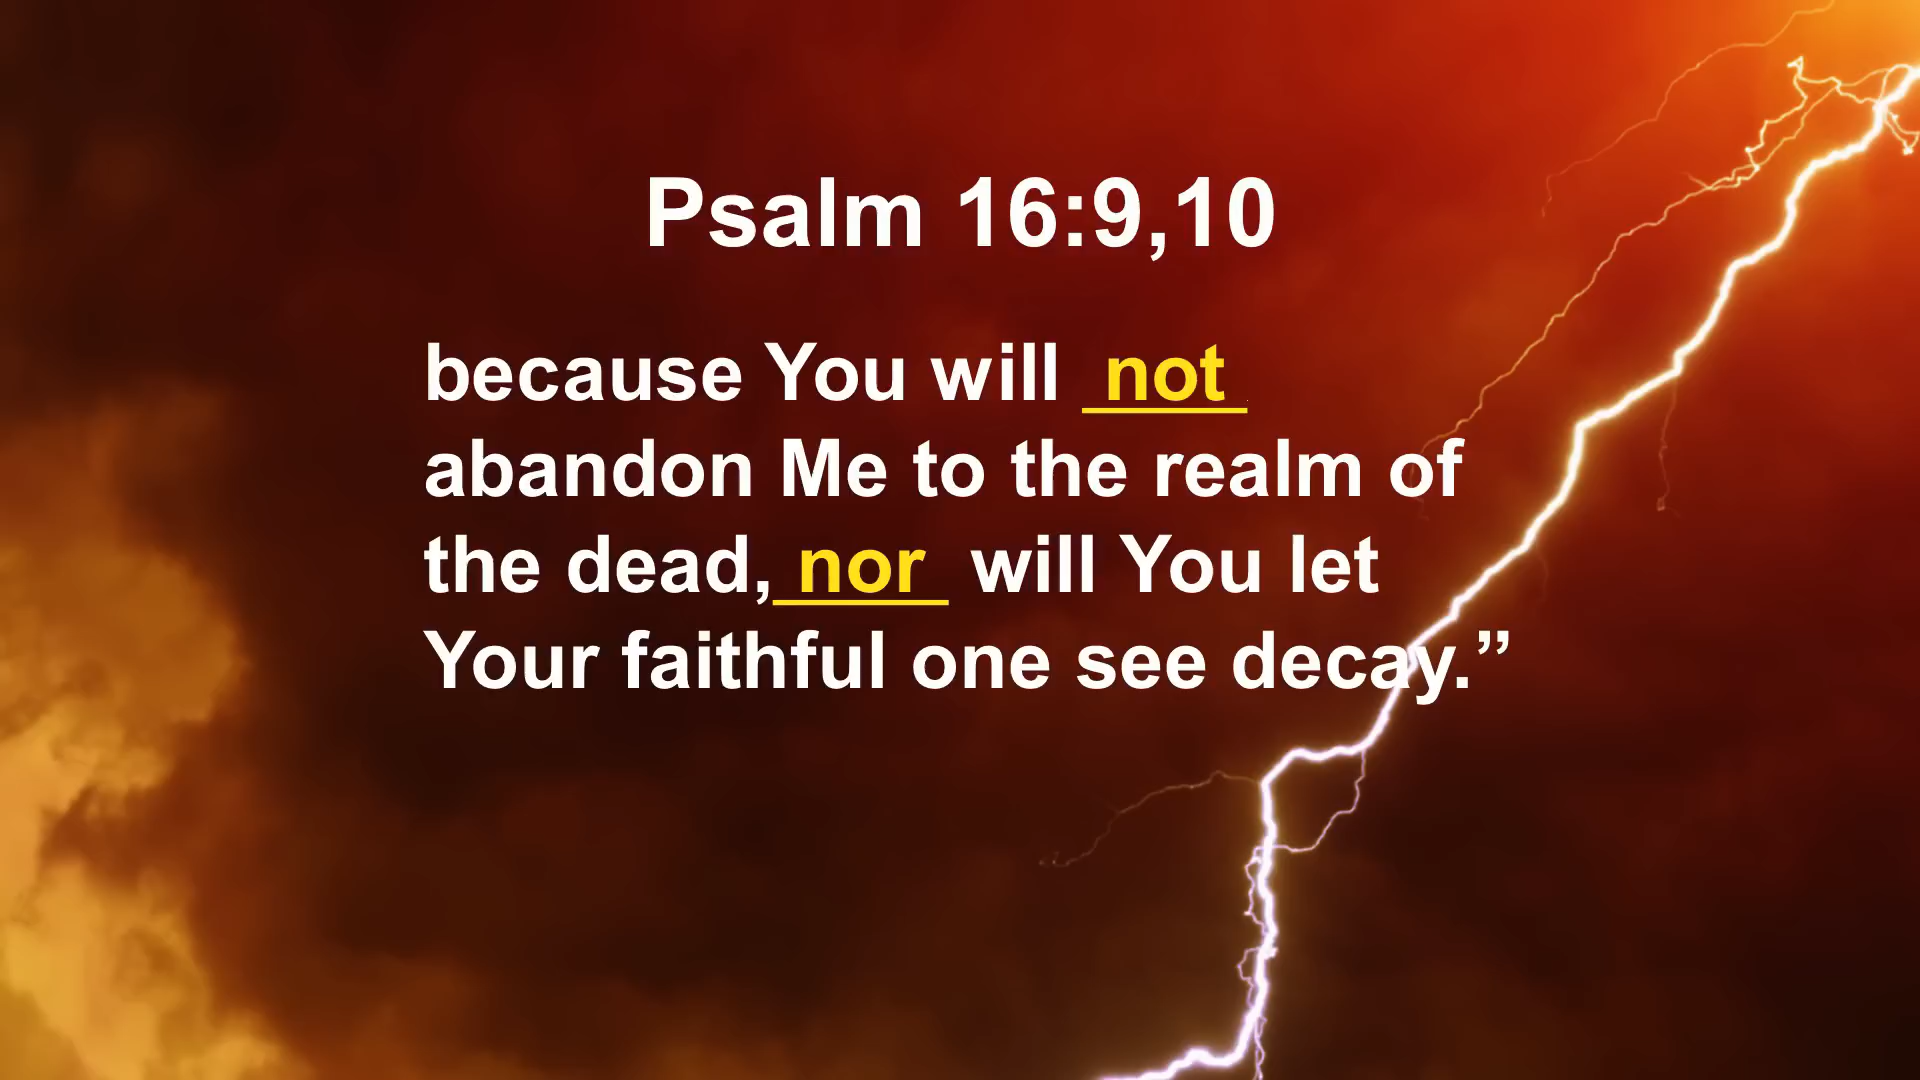 Psalm 16:9,10
because You will not
abandon Me to the realm of
the dead, nor will You let
Your faithful one see decay.”